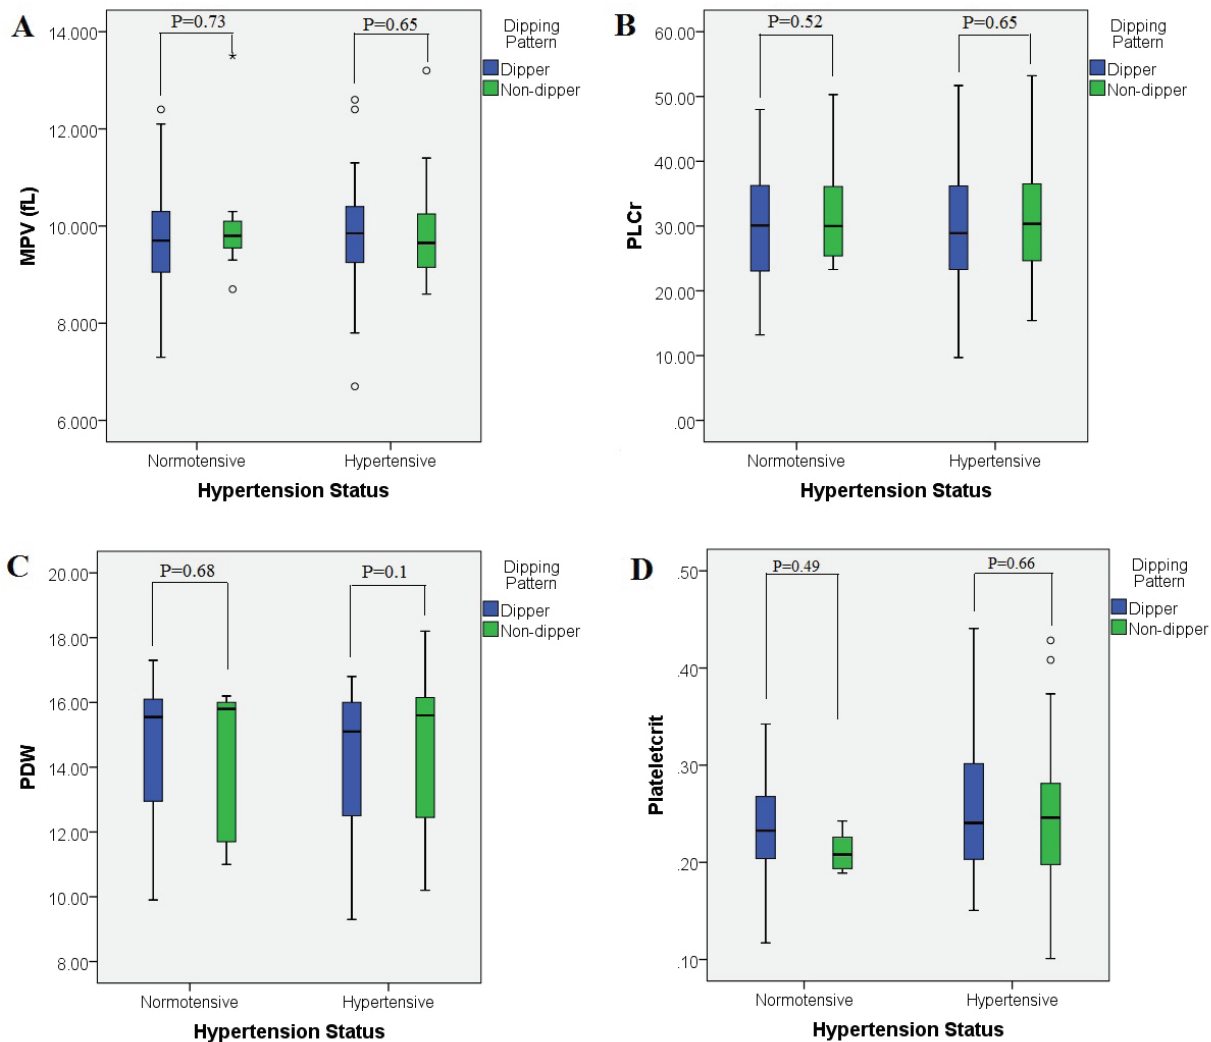 A
P=0.73
P=0.65
Dipping
Pattern
Dipper
Non-dipper
14.000
12.000
10.000
8.000
6.000
MPV (fL)
Normotensive
Hypertensive
Hypertension Status
B
P=0.52
P=0.65
Dipping
Pattern
Dipper
Non-dipper
60.00
50.00
40.00
30.00
20.00
10.00
.00
PLCr
Normotensive
Hypertensive
Hypertension Status
C
P=0.68
P=0.1
Dipping
Pattern
Dipper
Non-dipper
20.00
18.00
16.00
14.00
12.00
10.00
8.00
PDW
Normotensive
Hypertensive
Hypertension Status
D
P=0.49
P=0.66
Dipping
Pattern
Dipper
Non-dipper
.50
.40
.30
.20
.10
Plateletcrit
Normotensive
Hypertensive
Hypertension Status